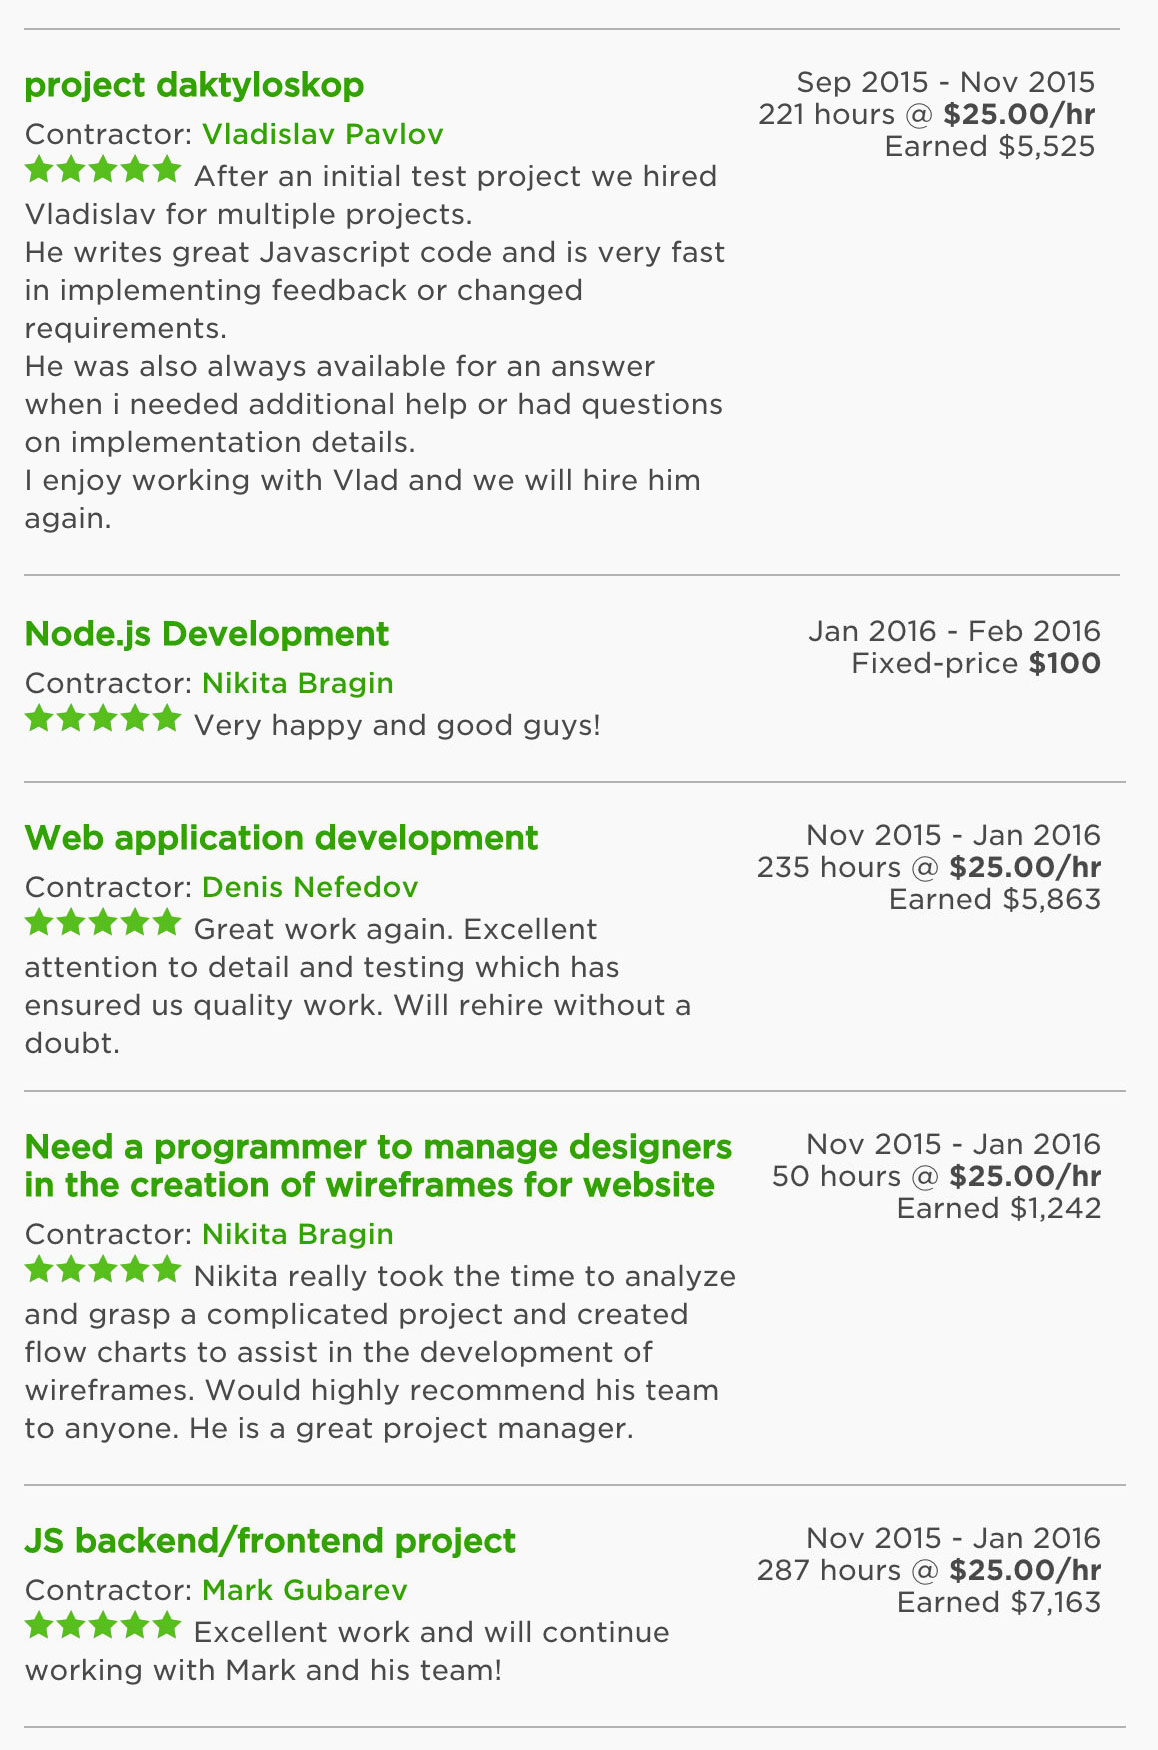 project daktyloskop
Sep 2015 - Nov 2015
221 hours @ $25.00/hr
Earned $5,525
Contractor: Vladislav Pavlov
After an initial test project we hired
Vladislav for multiple projects.
He writes great Javascript code and is very fast
in implementing feedback or changed
requirements.
He was also always available for an answer
when i needed additional help or had questions
on implementation details.
I enjoy working with Vlad and we will hire him
again.
Node.js Development
Jan 2016 - Feb 2016
Fixed-price $100
Contractor: Nikita Bragin
Very happy and good guys!
Web application development
Nov 2015 - Jan 2016
235 hours @ $25.00/hr
Earned $5,863
Contractor: Denis Nefedov
Great work again. Excellent
attention to detail and testing which has
ensured us quality work. Will rehire without a
doubt.
Need a programmer to manage designers
in the creation of wireframes for website
Nov 2015 - Jan 2016
50 hours @ $25.00/hr
Earned $1,242
Contractor: Nikita Bragin
Nikita really took the time to analyze
and grasp a complicated project and created
flow charts to assist in the development of
wireframes. Would highly recommend his team
to anyone. He is a great project manager.
JS backend/frontend project
Nov 2015 - Jan 2016
287 hours @ $25.00/hr
Earned $7,163
Contractor: Mark Gubarev
Excellent work and will continue
working with Mark and his team!